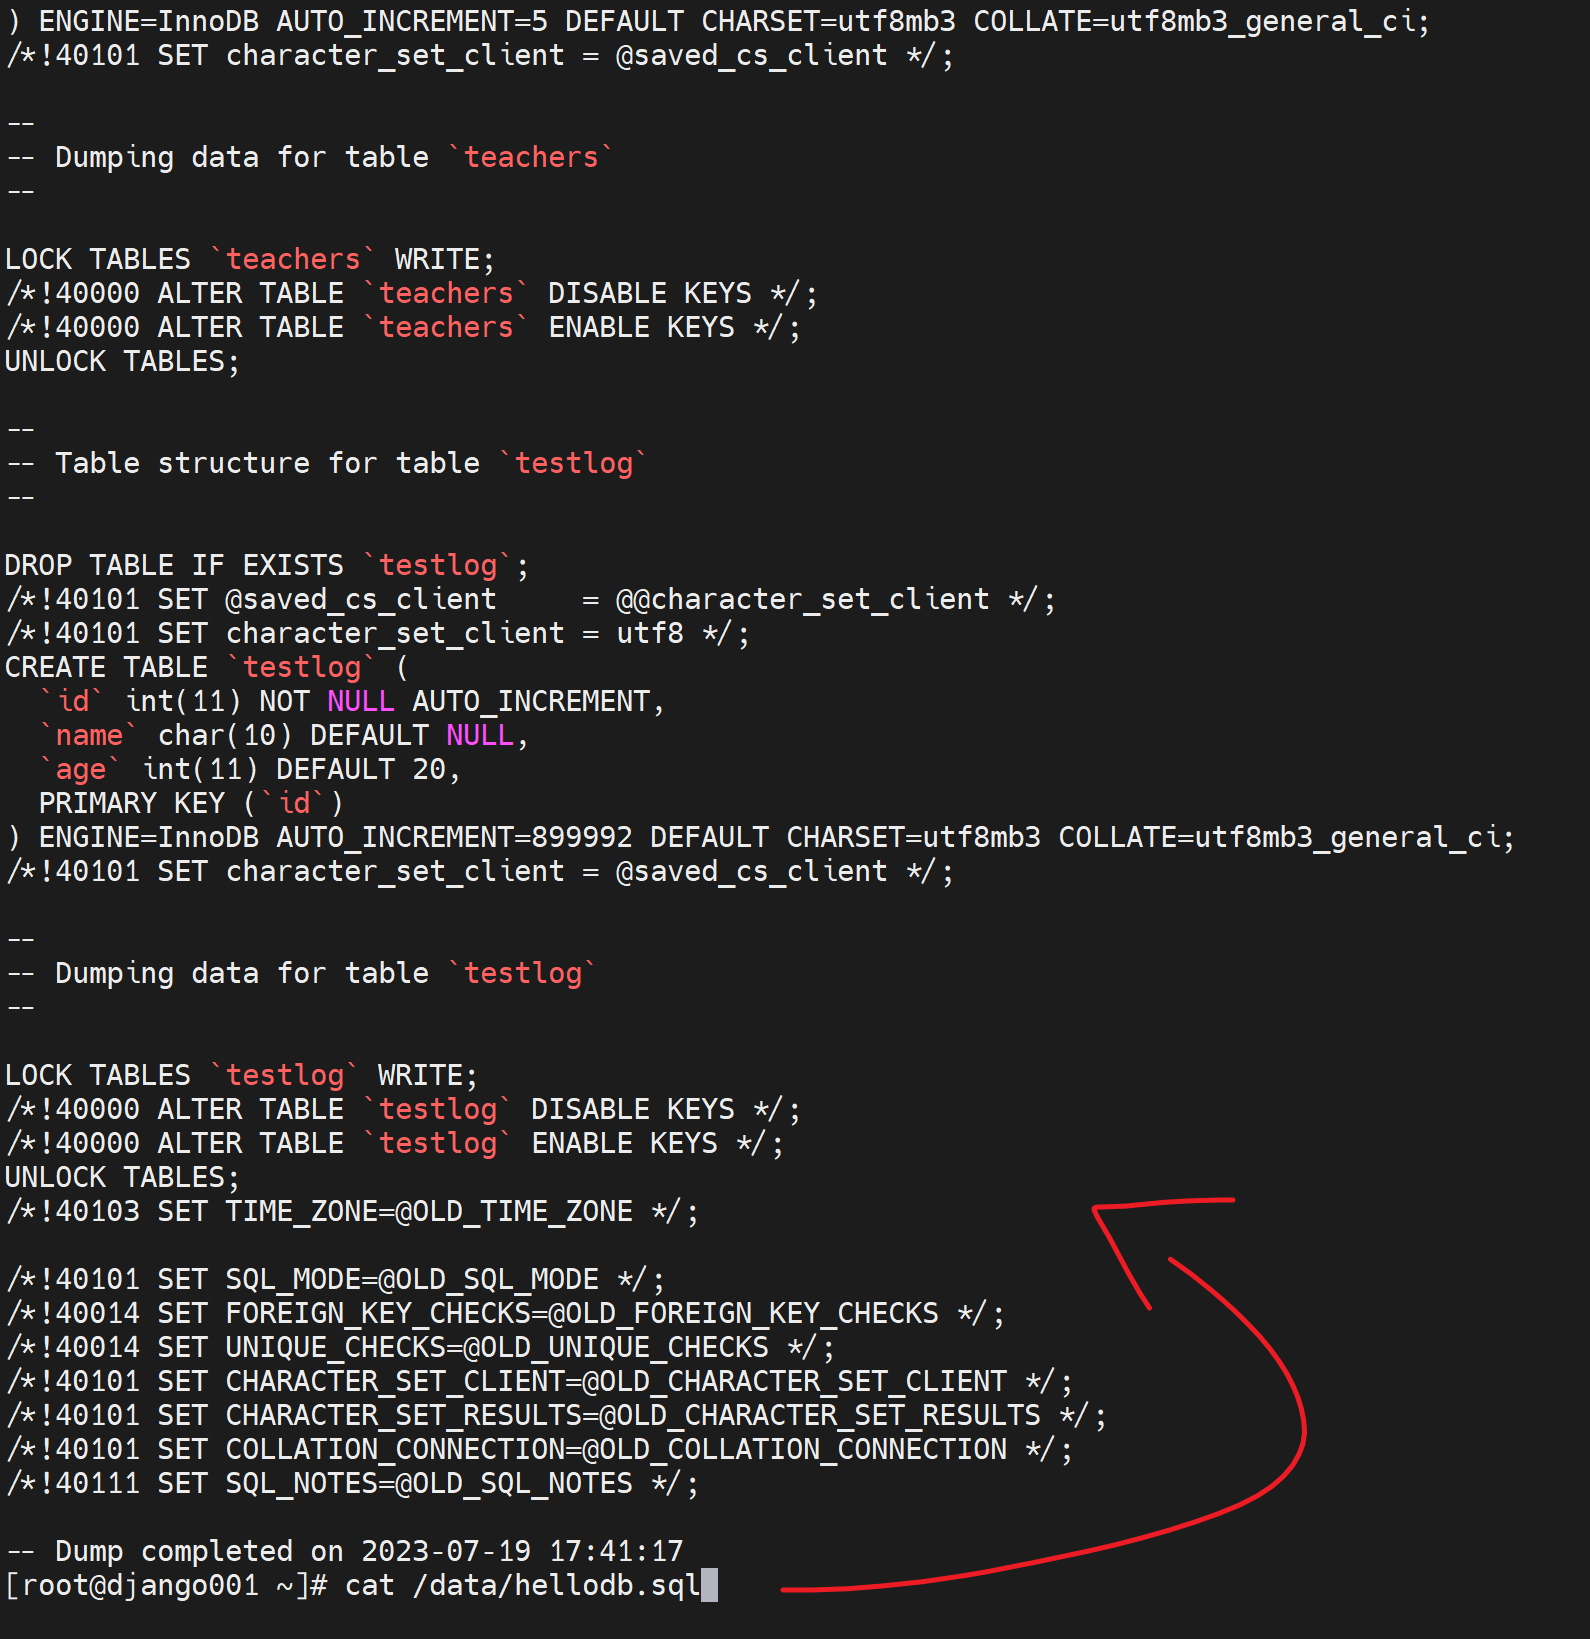 ) ENGINE=InnoDB AUTO_INCREMENT=5 DEFAULT CHARSET=utf8mb3 COLLATE=utf8mb3_general_ci;
/*!40101 SET character_set_client = @saved_cs_client */;
--
-- Dumping data for table `teachers`
--
LOCK TABLES `teachers` WRITE;
/*!40000 ALTER TABLE `teachers` DISABLE KEYS */;
/*!40000 ALTER TABLE `teachers` ENABLE KEYS */;
UNLOCK TABLES;
--
-- Table structure for table `testlog`
--
DROP TABLE IF EXISTS `testlog`;
/*!40101 SET @saved_cs_client     = @@character_set_client */;
/*!40101 SET character_set_client = utf8 */;
CREATE TABLE `testlog` (
  `id` int(11) NOT NULL AUTO_INCREMENT,
  `name` char(10) DEFAULT NULL,
  `age` int(11) DEFAULT 20,
  PRIMARY KEY (`id`)
) ENGINE=InnoDB AUTO_INCREMENT=899992 DEFAULT CHARSET=utf8mb3 COLLATE=utf8mb3_general_ci;
/*!40101 SET character_set_client = @saved_cs_client */;
--
-- Dumping data for table `testlog`
--
LOCK TABLES `testlog` WRITE;
/*!40000 ALTER TABLE `testlog` DISABLE KEYS */;
/*!40000 ALTER TABLE `testlog` ENABLE KEYS */;
UNLOCK TABLES;
/*!40103 SET TIME_ZONE=@OLD_TIME_ZONE */;
/*!40101 SET SQL_MODE=@OLD_SQL_MODE */;
/*!40014 SET FOREIGN_KEY_CHECKS=@OLD_FOREIGN_KEY_CHECKS */;
/*!40014 SET UNIQUE_CHECKS=@OLD_UNIQUE_CHECKS */;
/*!40101 SET CHARACTER_SET_CLIENT=@OLD_CHARACTER_SET_CLIENT */;
/*!40101 SET CHARACTER_SET_RESULTS=@OLD_CHARACTER_SET_RESULTS */;
/*!40101 SET COLLATION_CONNECTION=@OLD_COLLATION_CONNECTION */;
/*!40111 SET SQL_NOTES=@OLD_SQL_NOTES */;
-- Dump completed on 2023-07-19 17:41:17
[root@django001 ~]# cat /data/hellodb.sql